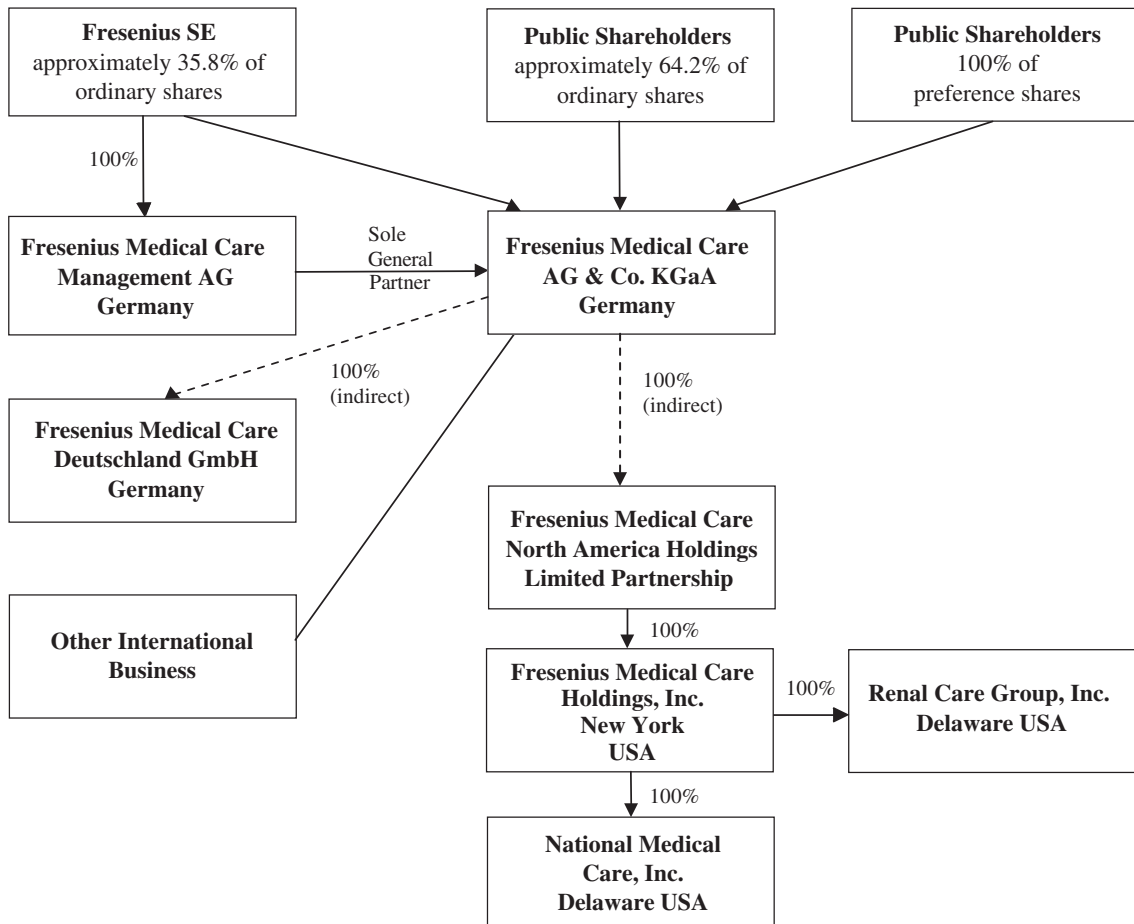 Fresenius SE
approximately 35.8% of
ordinary shares
Public Shareholders
approximately 64.2% of
ordinary shares
Public Shareholders
100% of
preference shares
100%
Fresenius Medical Care
Management AG
Germany
Sole
General
Partner
Fresenius Medical Care
AG & Co. KGaA
Germany
100%
(indirect)
100%
(indirect)
Fresenius Medical Care
Deutschland GmbH
Germany
Fresenius Medical Care
North America Holdings
Limited Partnership
Other International
Business
100%
Fresenius Medical Care
Holdings, Inc.
New York
USA
100%
Renal Care Group, Inc.
Delaware USA
100%
National Medical
Care, Inc.
Delaware USA